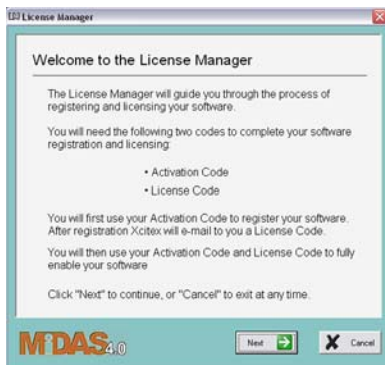 License Manager
Welcome to the License Manager
The License Manager will guide you through the process of
registering and licensing your software.
You will need the following two codes to complete your software
registration and licensing:
• Activation Code
• License Code
You will first use your Activation Code to register your software.
After registration Xcitex will e-mail to you a License Code.
You will then use your Activation Code and License Code to fully
enable your software
Click "Next" to continue, or "Cancel" to exit at any time.
MiDAS 4.0
Next
Cancel